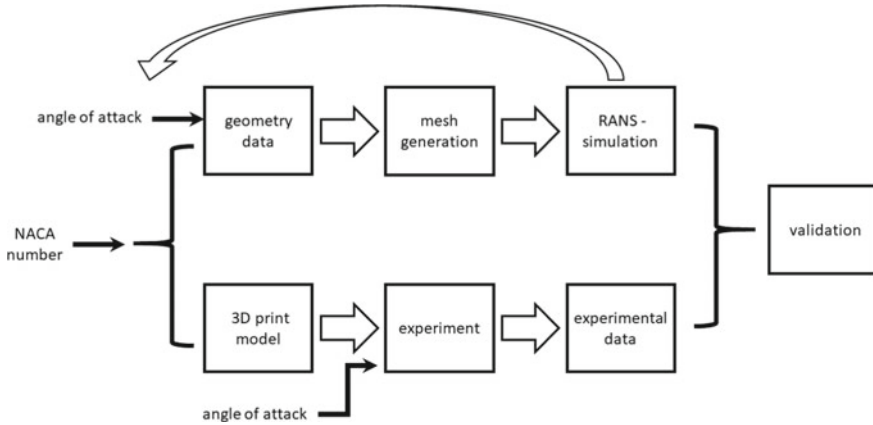 angle of attack
geometry
data
mesh
generation
RANS -
simulation
NACA
number
validation
3D print
model
experiment
experimental
data
angle of attack